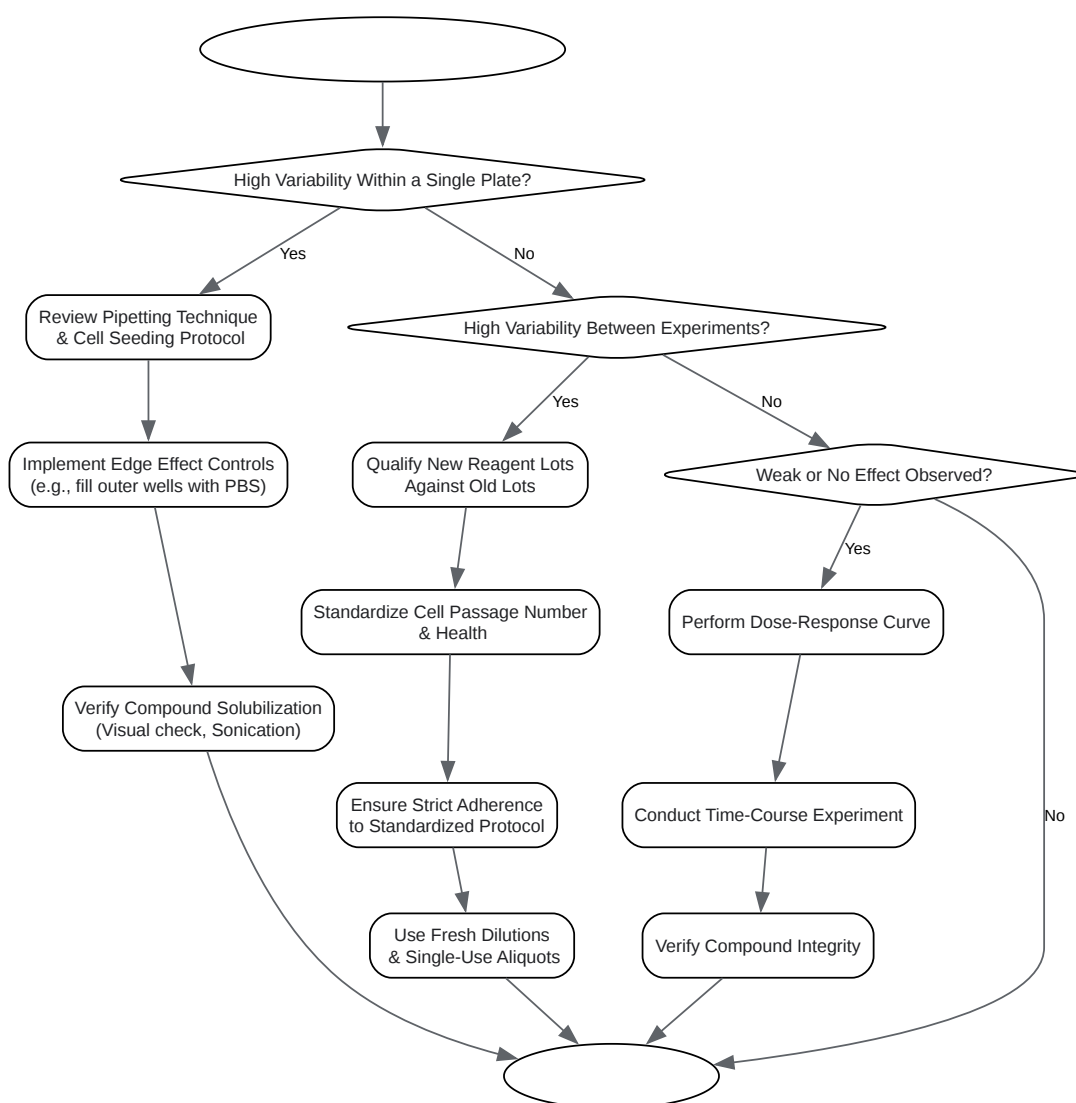 High Variability Within a Single Plate?
Yes
No
Review Pipetting Technique
& Cell Seeding Protocol
High Variability Between Experiments?
Yes
No
Implement Edge Effect Controls
(e.g., fill outer wells with PBS)
Qualify New Reagent Lots
Against Old Lots
Weak or No Effect Observed?
Yes
Standardize Cell Passage Number
& Health
Perform Dose-Response Curve
Verify Compound Solubilization
(Visual check, Sonication)
Ensure Strict Adherence
to Standardized Protocol
Conduct Time-Course Experiment
No
Use Fresh Dilutions
& Single-Use Aliquots
Verify Compound Integrity